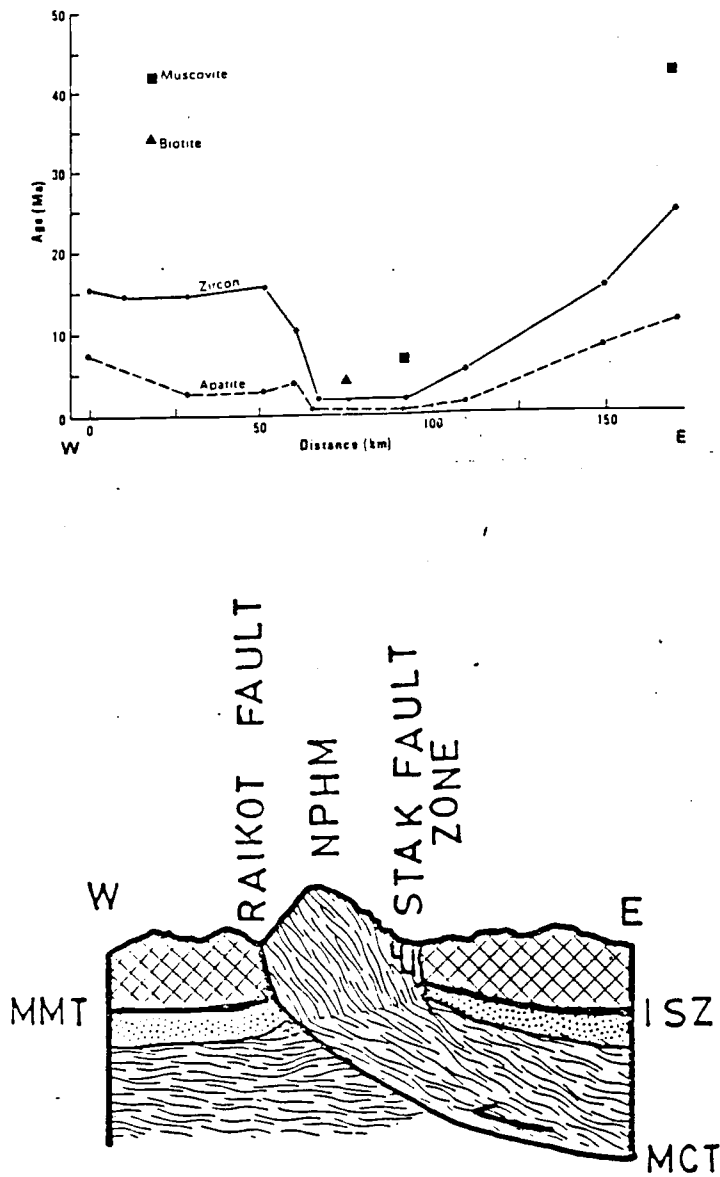 50
Muscovite
40
Biotite
30
Age (Ma)
20
Zircon
10
Apatite
0
0
50
100
150
W
Distance (km)
E
RAIKOT FAULT
NPHM
STAK FAULT
ZONE
W
E
MMT
ISZ
MCT